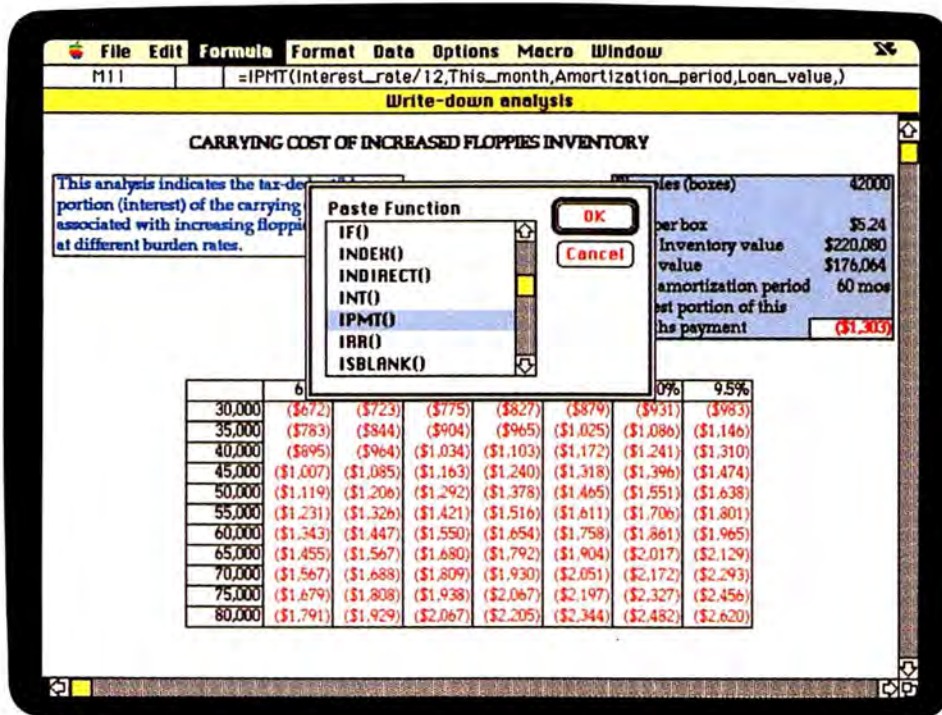 File Edit Formula Format Data Options Macro Window
M11 =IPMT(Interest_rate/12,This_month,Amortization_period,Loan_value,)
Write-down analysis
CARRYING COST OF INCREASED FLOPPIES INVENTORY
This analysis indicates the
portion (interest) of the carrying
associated with increasing
at different burden rates.
Paste Function
IF()
INDEX()
INDIRECT()
INT()
IPMT()
IRR()
ISBLANK()
OK
Cancel
(boxes) 42000
per box $5.24
Inventory value $220,080
value $176,064
amortization period 60 mos
portion of this
payment ($1,303)
9.5%
30,000 ($672) ($723) ($775) ($827) ($879) ($931) ($983)
35,000 ($783) ($844) ($904) ($965) ($1,025) ($1,086) ($1,146)
40,000 ($895) ($964) ($1,034) ($1,103) ($1,172) ($1,241) ($1,310)
45,000 ($1,007) ($1,085) ($1,163) ($1,240) ($1,318) ($1,396) ($1,474)
50,000 ($1,119) ($1,206) ($1,292) ($1,378) ($1,465) ($1,551) ($1,638)
55,000 ($1,231) ($1,326) ($1,421) ($1,516) ($1,611) ($1,706) ($1,801)
60,000 ($1,343) ($1,447) ($1,550) ($1,654) ($1,758) ($1,861) ($1,965)
65,000 ($1,455) ($1,567) ($1,680) ($1,792) ($1,904) ($2,017) ($2,129)
70,000 ($1,567) ($1,688) ($1,809) ($1,930) ($2,051) ($2,172) ($2,293)
75,000 ($1,679) ($1,808) ($1,938) ($2,067) ($2,197) ($2,327) ($2,456)
80,000 ($1,791) ($1,929) ($2,067) ($2,205) ($2,344) ($2,482) ($2,620)